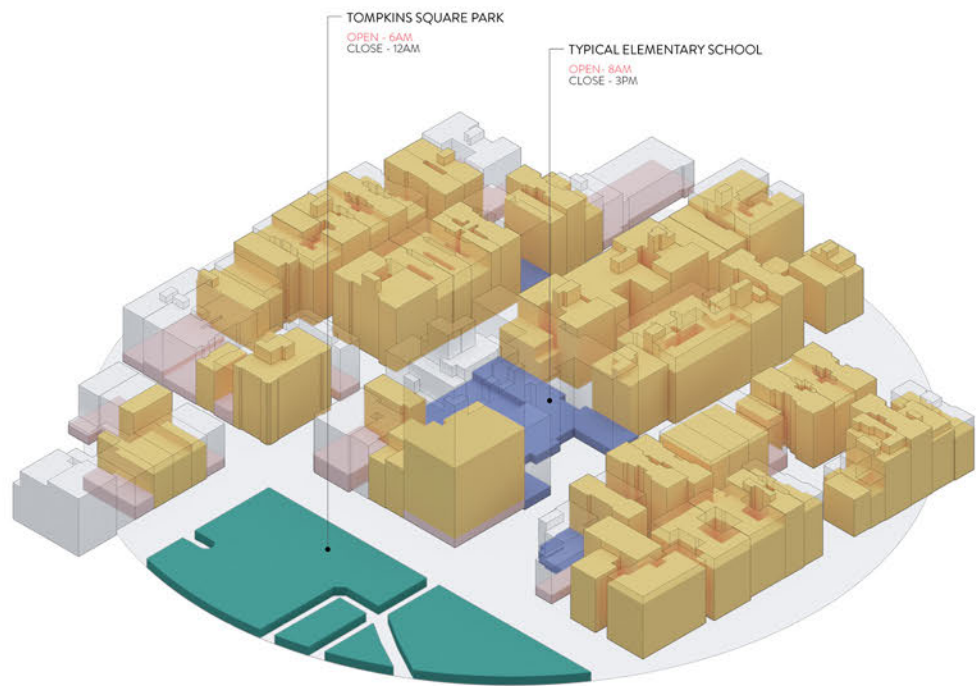 TOMPKINS SQUARE PARK
OPEN - 6AM
CLOSE - 12AM
TYPICAL ELEMENTARY SCHOOL
OPEN- 8AM
CLOSE - 3PM